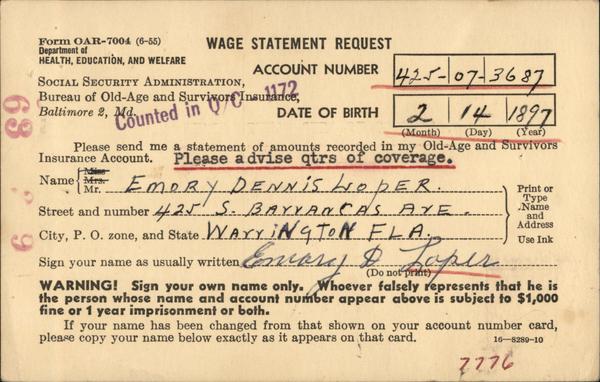 Form OAR-7004 (6-55)
Department of
HEALTH, EDUCATION, AND WELFARE
WAGE STATEMENT REQUEST
SOCIAL SECURITY ADMINISTRATION,
Bureau of Old-Age and Survivors Insurance,
Baltimore 2, Md.
Counted in O/C 1172
ACCOUNT NUMBER 425-07-3687
DATE OF BIRTH 2 14 1897
(Month) (Day) (Year)
68
9
Please send me a statement of amounts recorded in my Old-Age and Survivors
Insurance Account. Please advise qtrs of coverage.
Miss
Mrs.
Name Mr. EMORY DENNIS LOPER.
Street and number 425 S. BARRANCAS AVE.
City, P. O. zone, and State WARRINGTON FLA.
Print or
Type
Name
and
Address
Use Ink
Sign your name as usually written Emory D Loper
(Do not print)
WARNING! Sign your own name only. Whoever falsely represents that he is
the person whose name and account number appear above is subject to $1,000
fine or 1 year imprisonment or both.
If your name has been changed from that shown on your account number card,
please copy your name below exactly as it appears on that card.
16—8289-10
7776